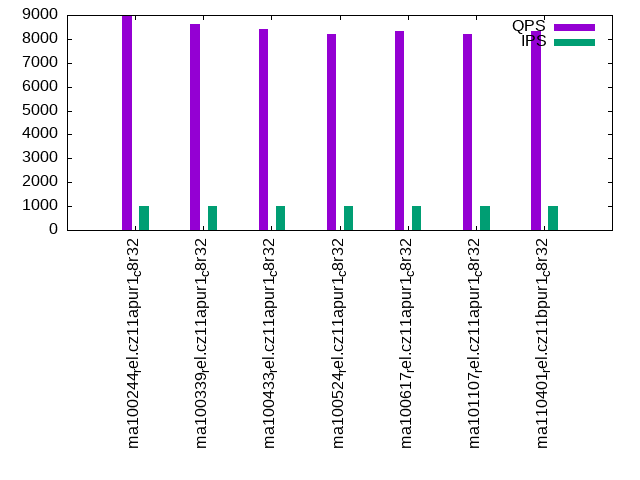 9000
8000
7000
6000
5000
4000
3000
2000
1000
0
QPS
IPS
ma100244rel.cz11apur1c8r32
ma100339rel.cz11apur1c8r32
ma100433rel.cz11apur1c8r32
ma100524rel.cz11apur1c8r32
ma100617rel.cz11apur1c8r32
ma101107rel.cz11apur1c8r32
ma110401rel.cz11bpur1c8r32